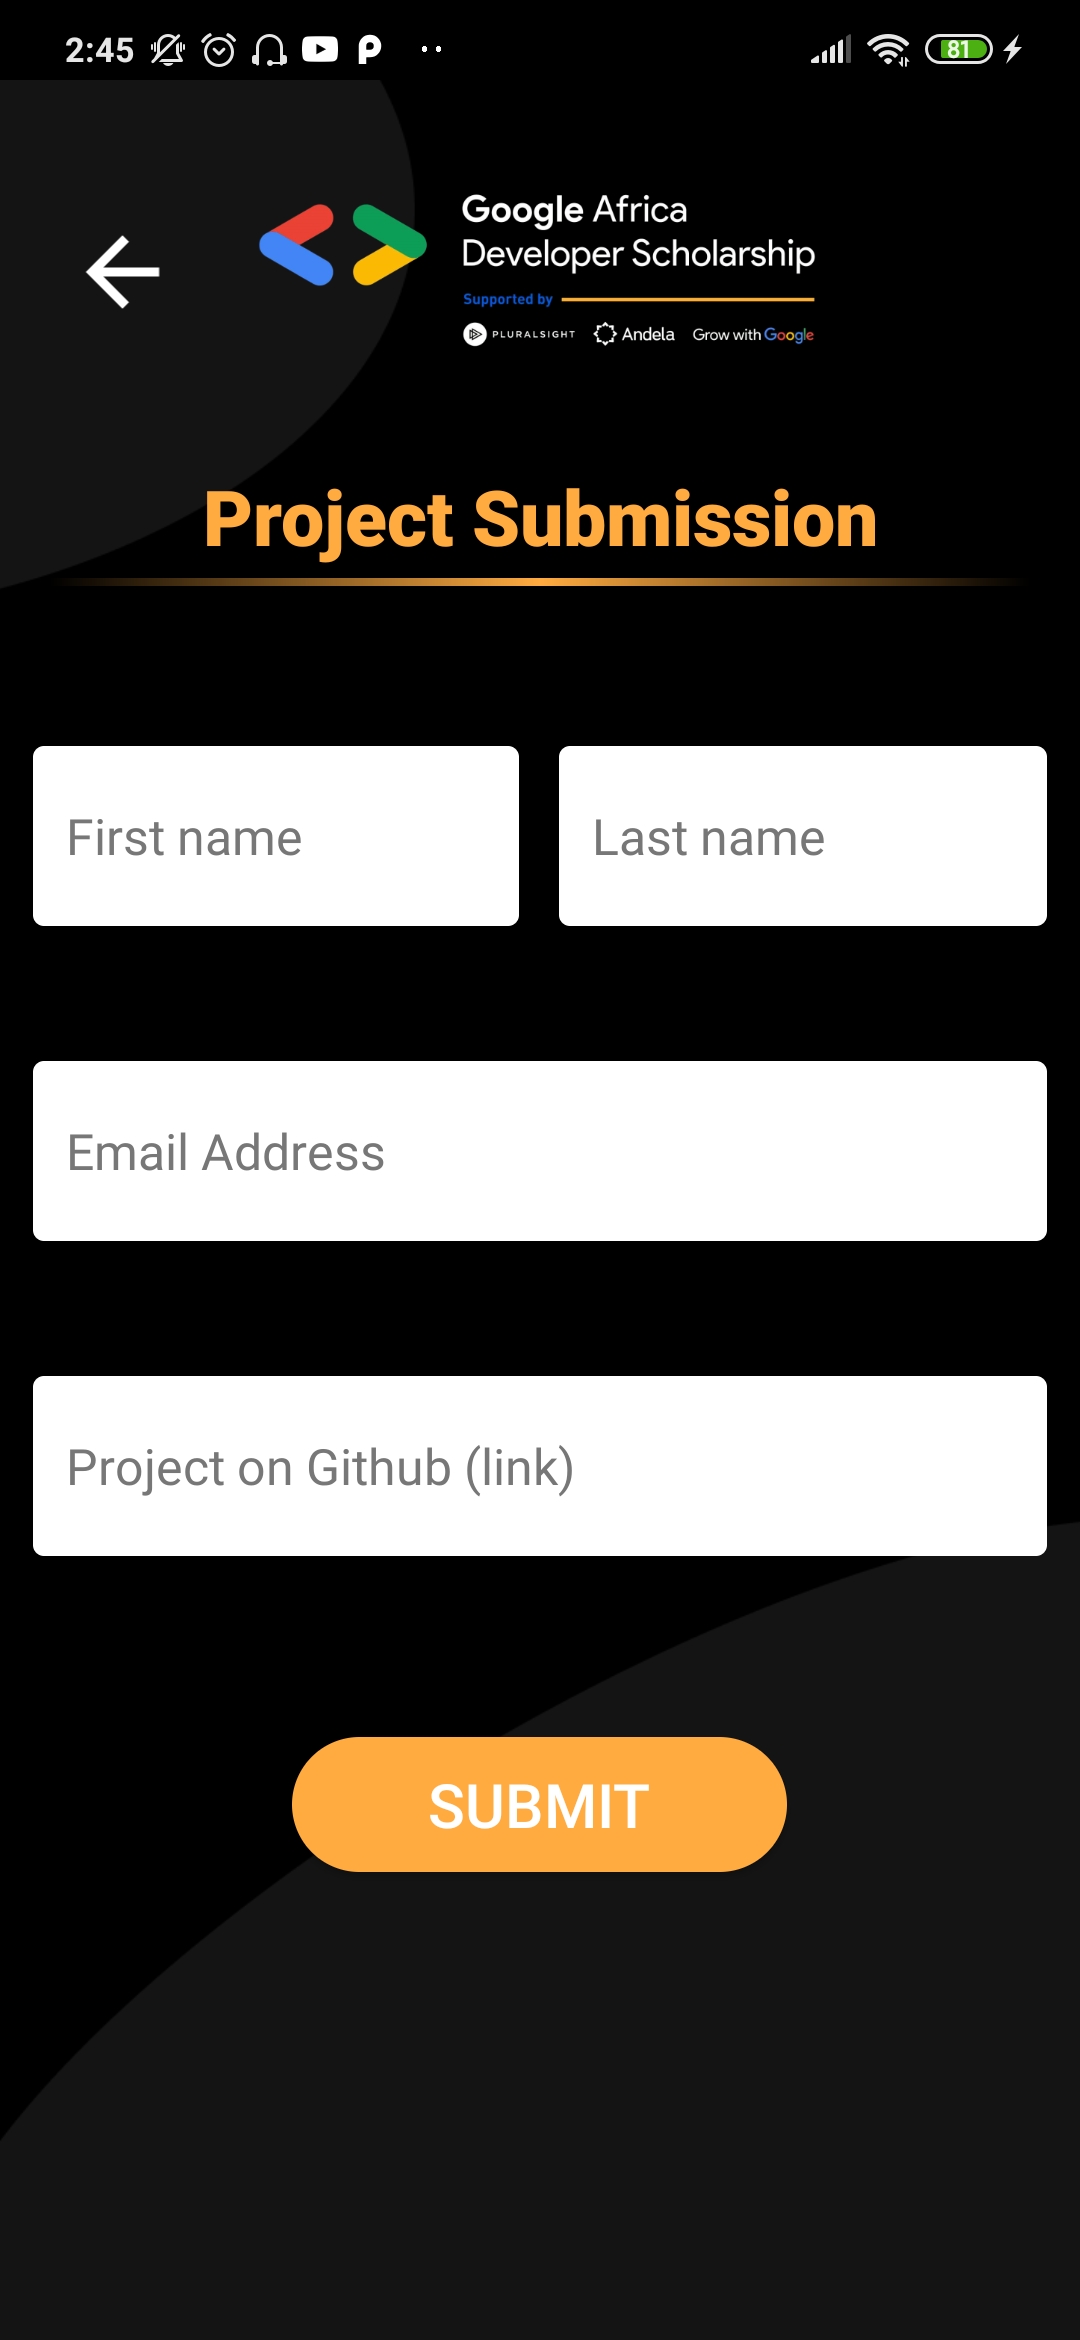 2:45
81
Google Africa
Developer Scholarship
Supported by
PLURALSIGHT Andela Grow with Google
Project Submission
First name Last name
Email Address
Project on Github (link)
SUBMIT